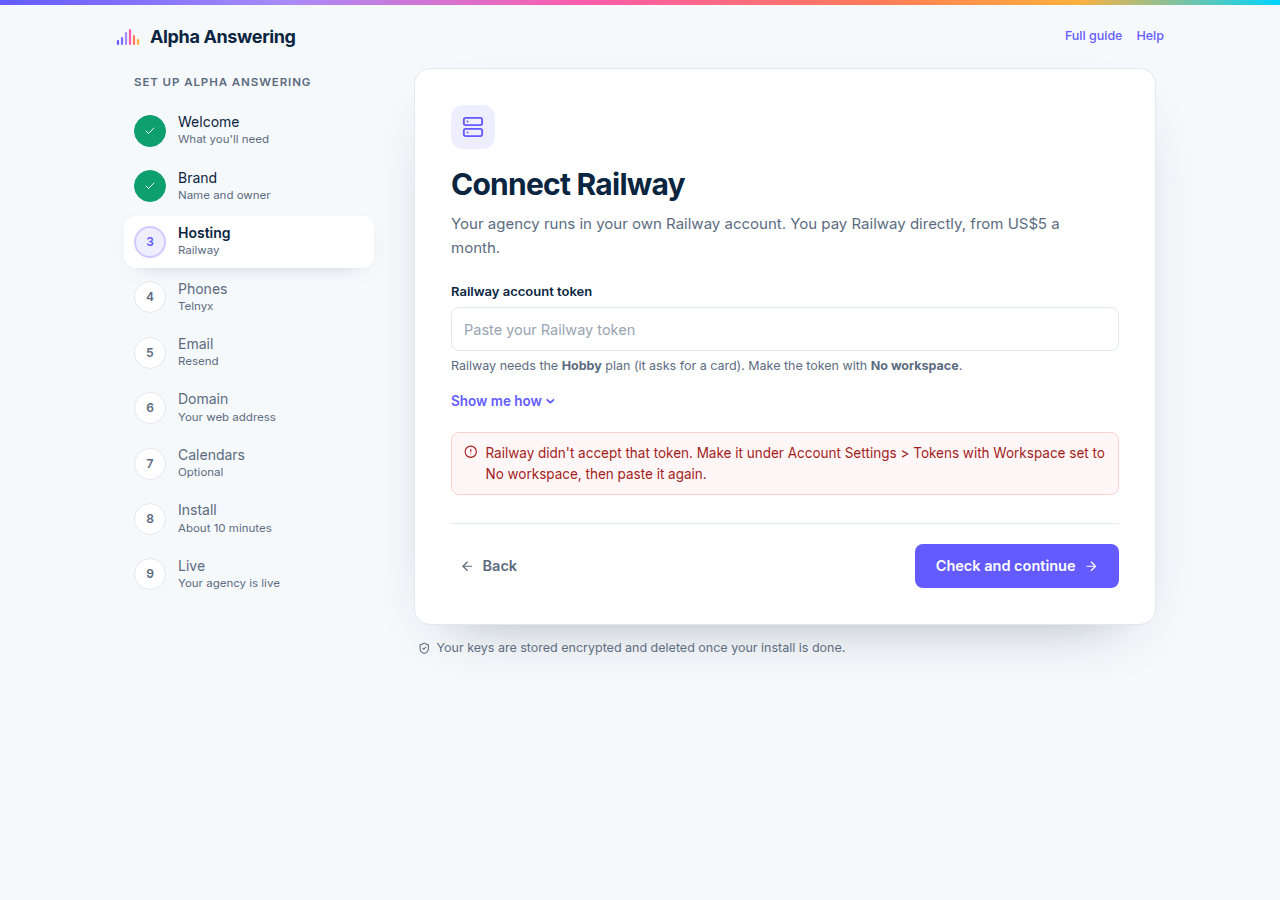 Alpha Answering
Full guide
Help
SET UP ALPHA ANSWERING
Welcome
What you'll need
Brand
Name and owner
3
Hosting
Railway
4
Phones
Telnyx
5
Email
Resend
6
Domain
Your web address
7
Calendars
Optional
8
Install
About 10 minutes
9
Live
Your agency is live
Connect Railway
Your agency runs in your own Railway account. You pay Railway directly, from US$5 a
month.
Railway account token
Paste your Railway token
Railway needs the Hobby plan (it asks for a card). Make the token with No workspace.
Show me how
Railway didn't accept that token. Make it under Account Settings > Tokens with Workspace set to
No workspace, then paste it again.
Back
Check and continue
Your keys are stored encrypted and deleted once your install is done.